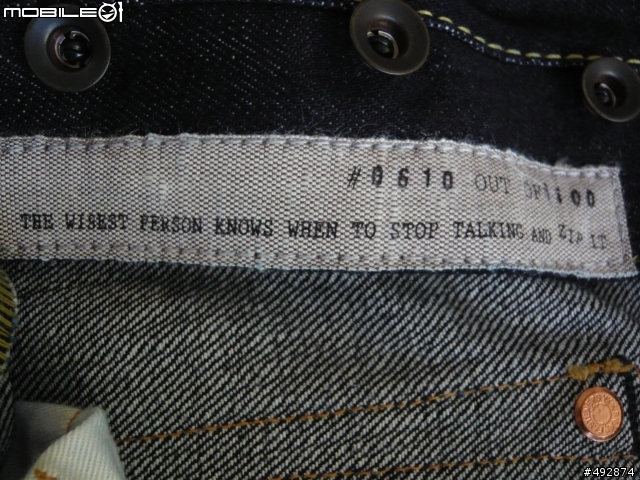 MOBILE01
#0610 OUT OF 1100
THE WISEST PERSON KNOWS WHEN TO STOP TALKING AND ZIP IT
#492874